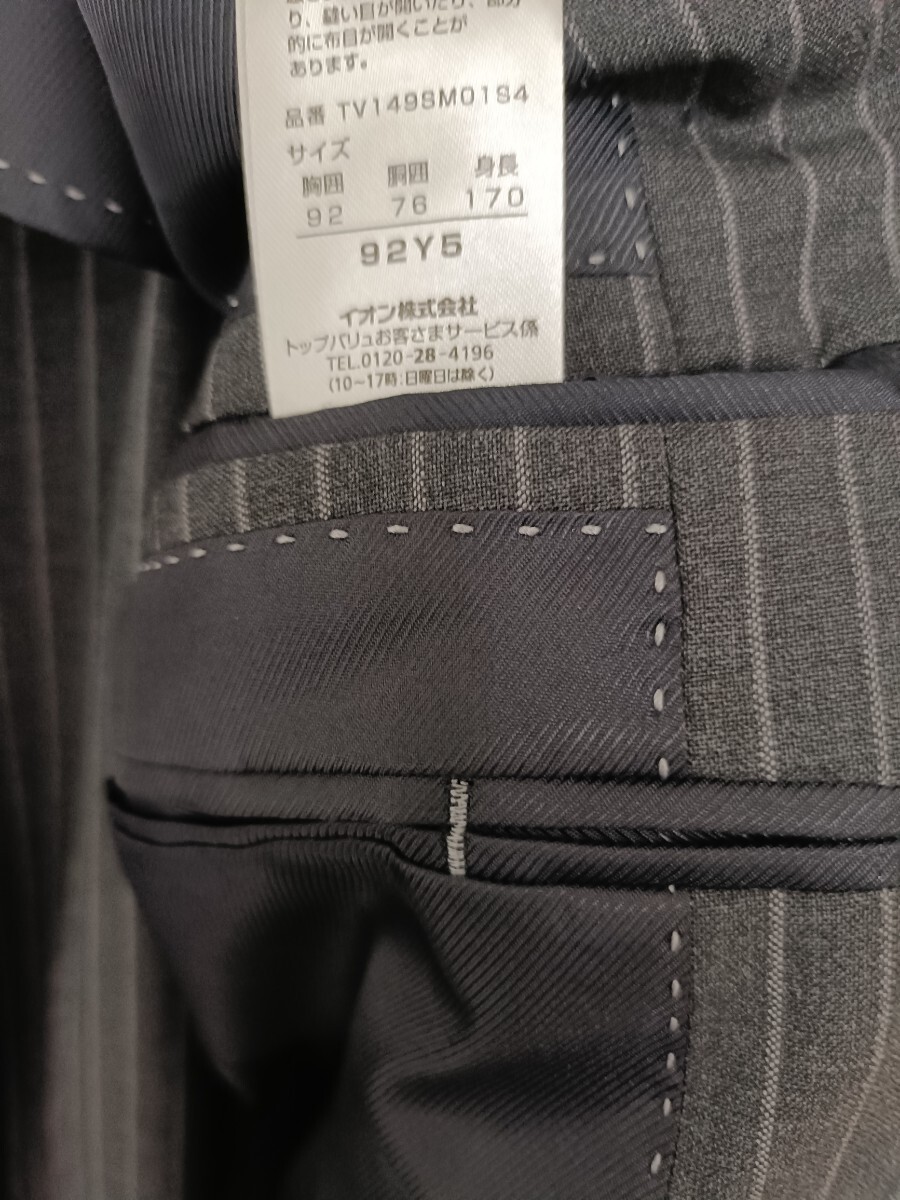 り、縫い目が開いたり、部分
的に布目が開くことが
あります。
品番 TV149SM01S4
サイズ
胸囲 胴囲 身長
92 76 170
92Y5
イオン株式会社
トップバリュお客さまサービス係
TEL.0120-28-4196
(10~17時:日曜日は除く)